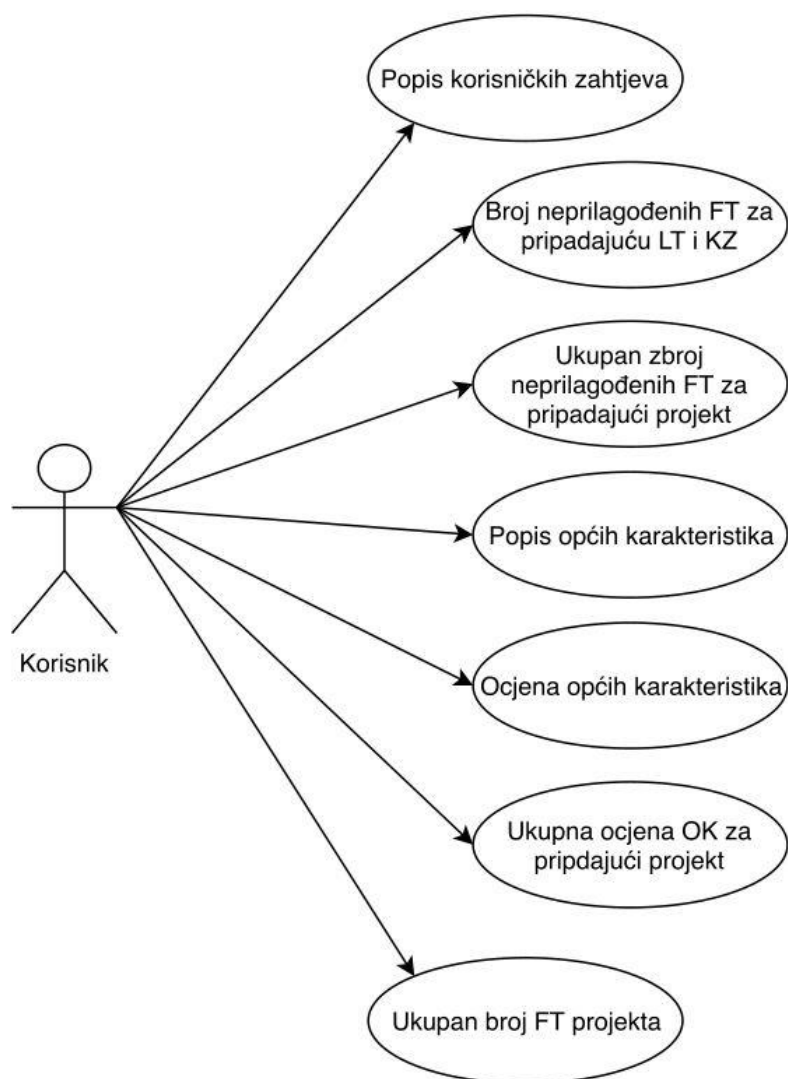 Popis korisničkih zahtjeva
Broj neprilagođenih FT za
pripadajuću LT i KZ
Ukupan zbroj
neprilagođenih FT za
pripadajući projekt
Popis općih karakteristika
Korisnik
Ocjena općih karakteristika
Ukupna ocjena OK za
pripdajući projekt
Ukupan broj FT projekta